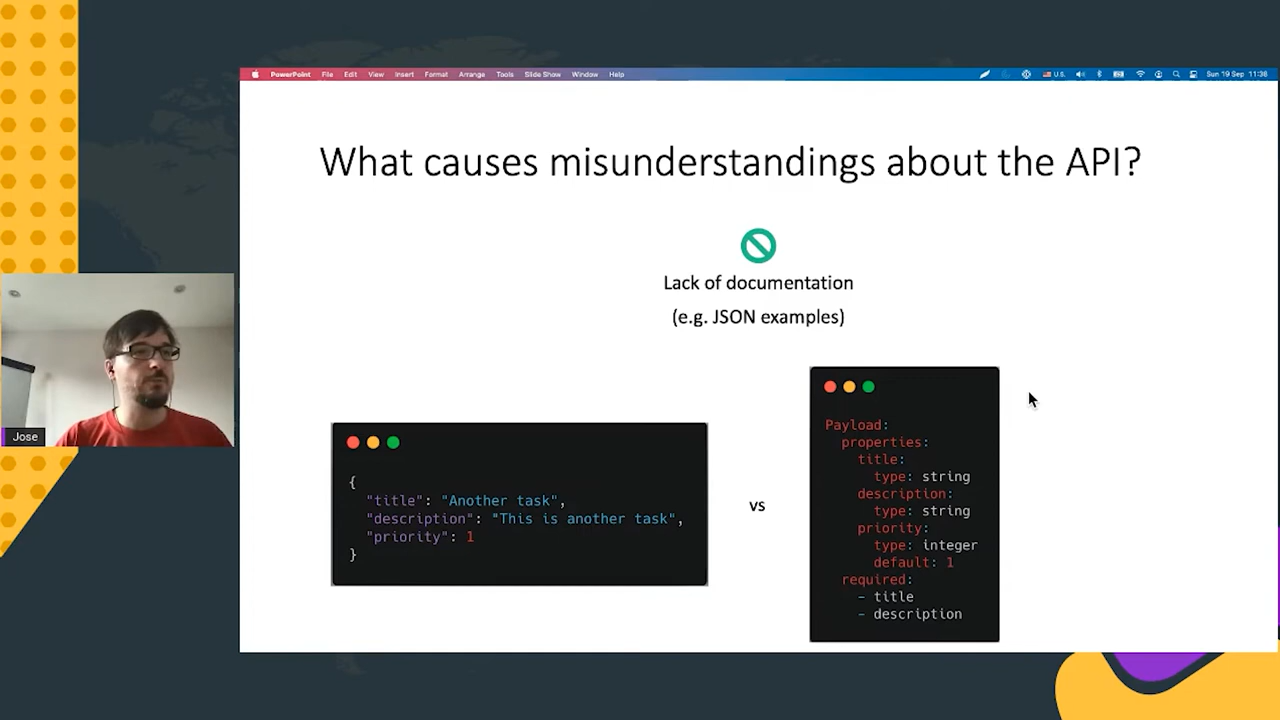 PowerPoint File Edit View Insert Format Arrange Tools Slide Show Window Help U.S. Sun 19 Sep 11:36
What causes misunderstandings about the API?
Lack of documentation
(e.g. JSON examples)
{
"title": "Another task",
"description": "This is another task",
"priority": 1
}
vs
Payload:
properties:
title:
type: string
description:
type: string
priority:
type: integer
default: 1
required:
- title
- description
Jose